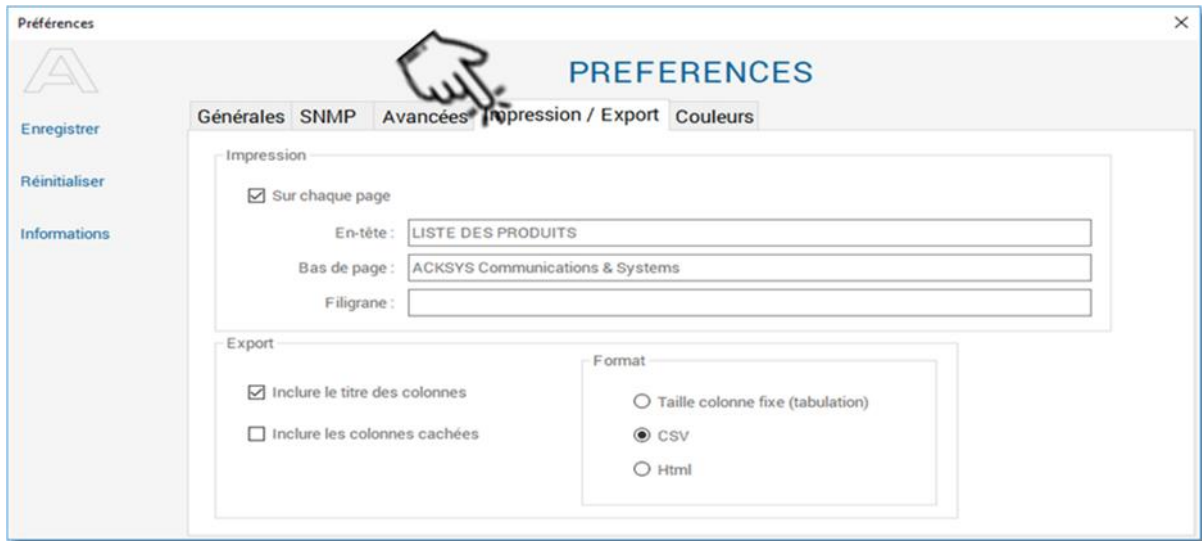 Préférences
PREFERENCES
Générales SNMP Avancées Impression / Export Couleurs
Enregistrer
Réinitialiser
Informations
Impression
Sur chaque page
En-tête : LISTE DES PRODUITS
Bas de page : ACKSYS Communications & Systems
Filigrane :
Export
Inclure le titre des colonnes
Inclure les colonnes cachées
Format
Taille colonne fixe (tabulation)
CSV
Html